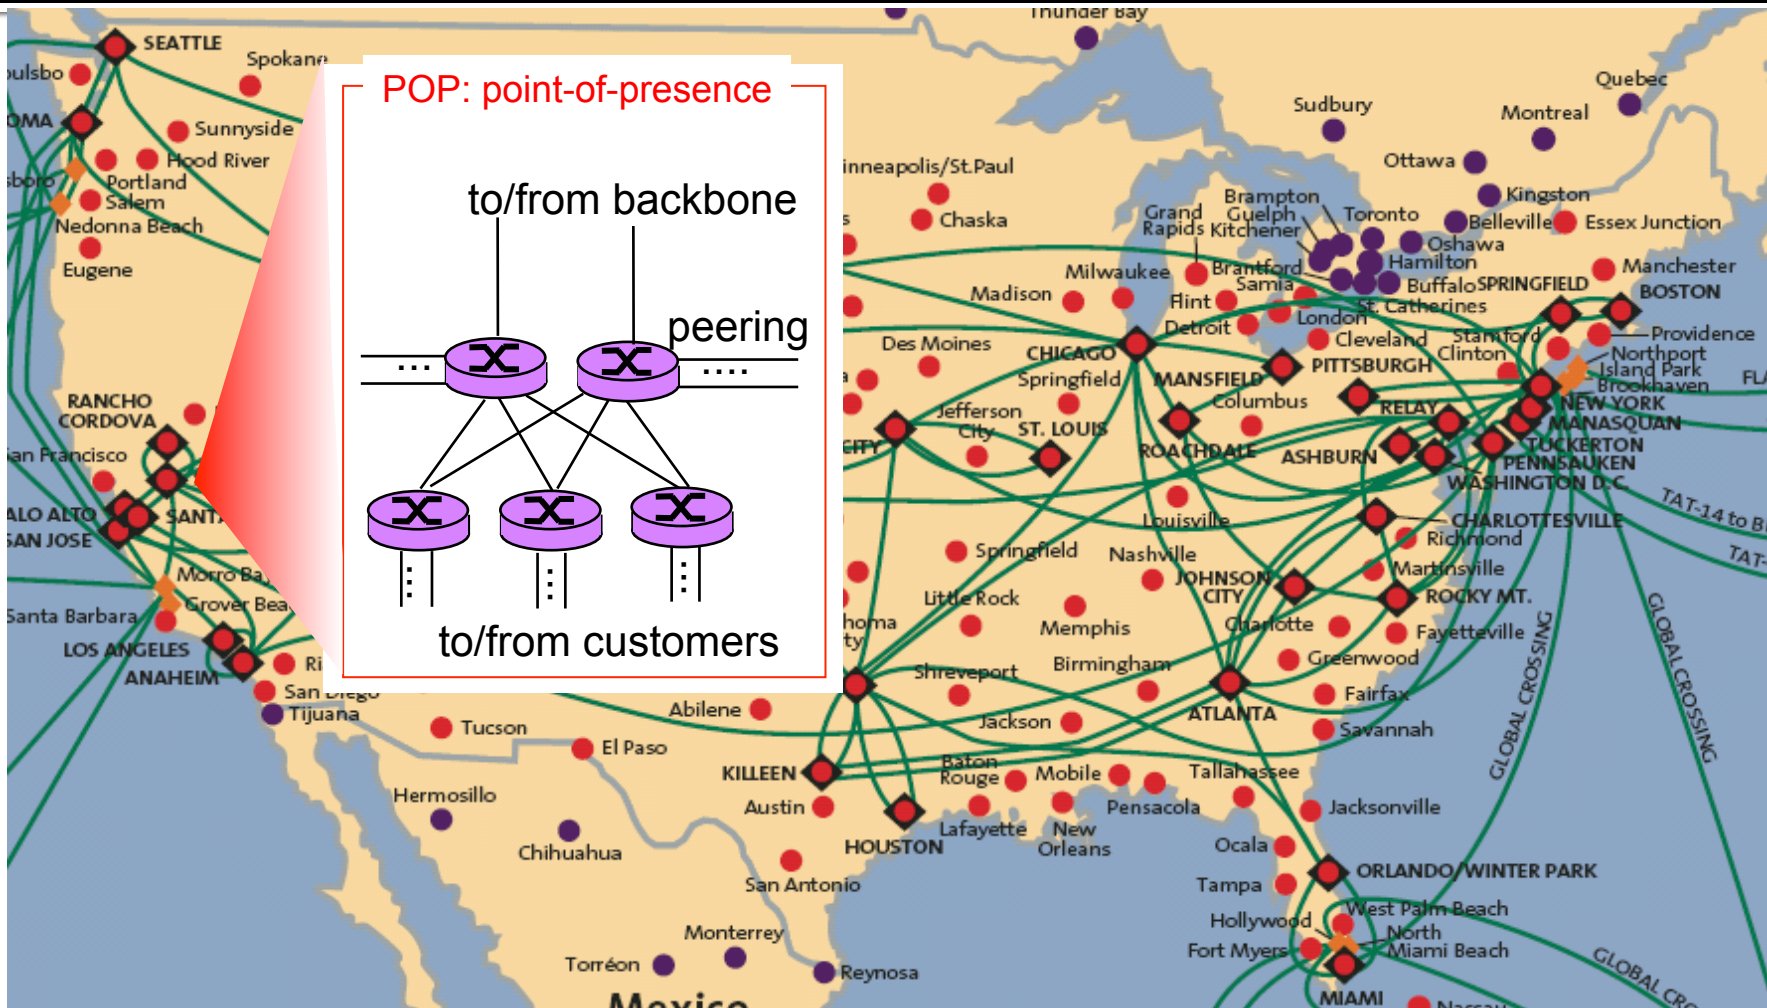 Thunder Bay
SEATTLE
Spokane
POP: point-of-presence
Quebec
Sudbury
Montreal
Sunnyside
Hood River
Ottawa
Portland
Salem
to/from backbone
Chaska
Brampton
Kingston
Grand
Rapids
Guelph
Kitchener
Toronto
Belleville
Essex Junction
Nedonna Beach
Oshawa
Eugene
Milwaukee
Brantford
Hamilton
Manchester
Sarnia
Buffalo
SPRINGFIELD
BOSTON
Madison
Flint
St. Catherines
London
peering
Detroit
Cleveland
Stamford
Providence
Des Moines
CHICAGO
Clinton
Northport
Island Park
Brookhaven
Springfield
MANSFIELD
PITTSBURGH
RANCHO
CORDOVA
Columbus
RELAY
NEW YORK
Jefferson
City
ST. LOUIS
MANASQUAN
CITY
ROACHDALE
ASHBURN
TUCKERTON
San Francisco
PENNSAUKEN
WASHINGTON D.C.
TAT-14 to
SAN JOSE
Louisville
CHARLOTTESVILLE
Richmond
Springfield
Nashville
TAT-
Morro Bay
JOHNSON
CITY
Martinsville
Grover Bea
Santa Barbara
Little Rock
ROCKY MT.
Memphis
Charlotte
Fayetteville
to/from customers
LOS ANGELES
ANAHEIM
Shreveport
Birmingham
Greenwood
San Diego
Fairfax
Tijuana
Abilene
Jackson
ATLANTA
Savannah
GLOBAL CROSSING
GLOBAL CROSSING
Tucson
El Paso
KILLEEN
Baton
Rouge
Mobile
Tallahassee
Hermosillo
Austin
Lafayette
New
Orleans
Pensacola
Jacksonville
Chihuahua
HOUSTON
Ocala
San Antonio
Tampa
ORLANDO/WINTER PARK
West Palm Beach
Hollywood
North
Miami Beach
Monterrey
Fort Myers
Torréon
Reynosa
GLOBAL
Mexico
MIAMI
Nassau